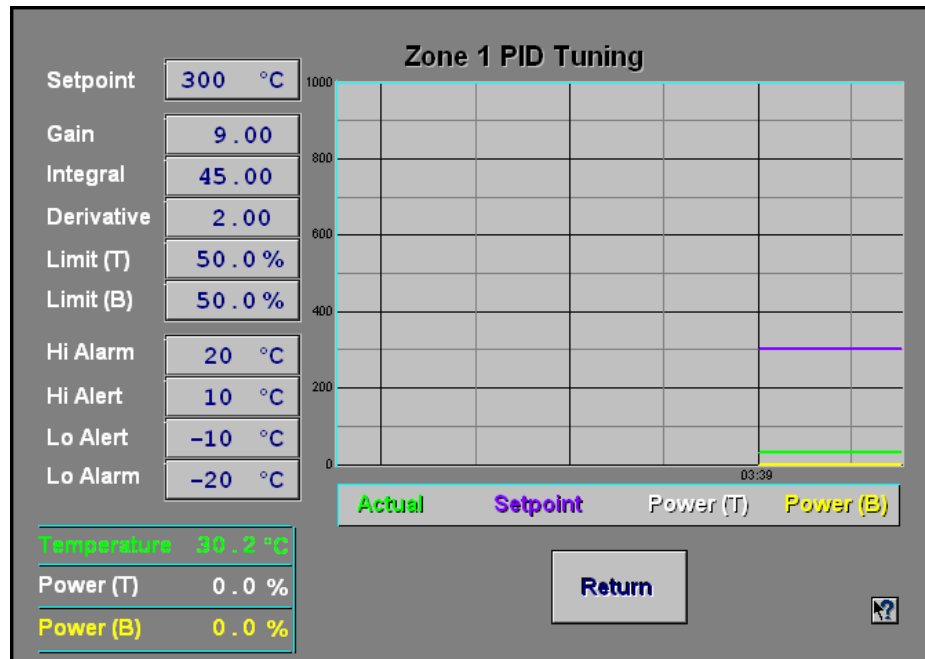 Zone 1 PID Tuning
Setpoint 300 °C
Gain 9.00
Integral 45.00
Derivative 2.00
Limit (T) 50.0 %
Limit (B) 50.0 %
Hi Alarm 20 °C
Hi Alert 10 °C
Lo Alert -10 °C
Lo Alarm -20 °C
Temperature 30.2 °C
Power (T) 0.0 %
Power (B) 0.0 %
1000
800
600
400
200
0
03:39
Actual Setpoint Power (T) Power (B)
Return
?